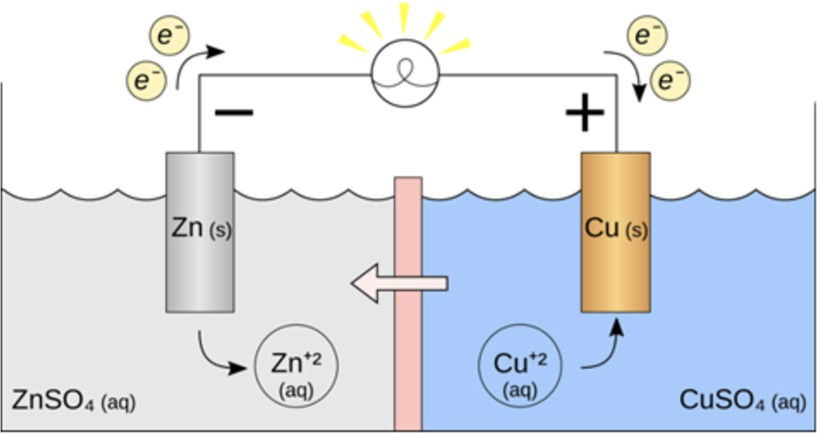 e⁻
e⁻
e⁻
e⁻
−
+
Zn (s)
Cu (s)
Zn⁺²
(aq)
Cu⁺²
(aq)
ZnSO₄ (aq)
CuSO₄ (aq)